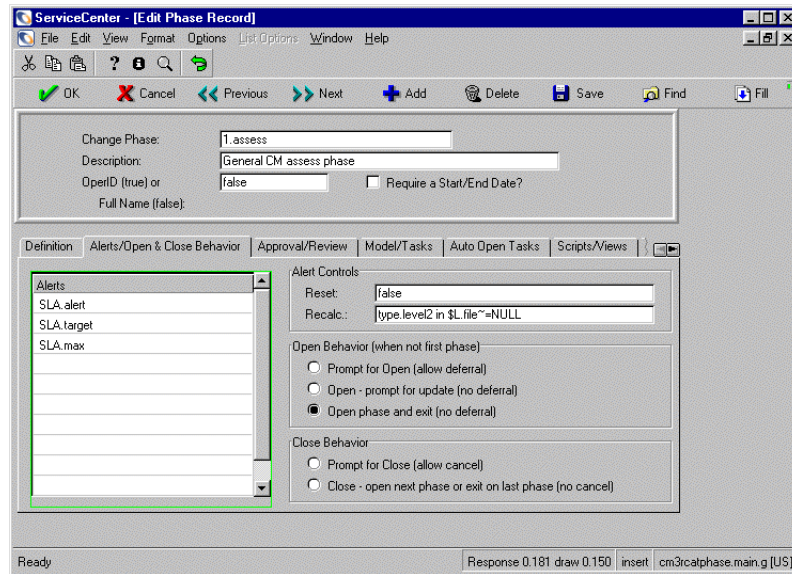 ServiceCenter - [Edit Phase Record]
File Edit View Format Options List Options Window Help
OK Cancel Previous Next Add Delete Save Find Fill
Change Phase: 1.assess
Description: General CM assess phase
OperID (true) or false Require a Start/End Date?
Full Name (false):
Definition Alerts/Open & Close Behavior Approval/Review Model/Tasks Auto Open Tasks Scripts/Views
Alerts
SLA.alert
SLA.target
SLA.max
Alert Controls
Reset: false
Recalc.: type.level2 in $L.file~=NULL
Open Behavior (when not first phase)
Prompt for Open (allow deferral)
Open - prompt for update (no deferral)
Open phase and exit (no deferral)
Close Behavior
Prompt for Close (allow cancel)
Close - open next phase or exit on last phase (no cancel)
Ready Response 0.181 draw 0.150 insert cm3rcatphase.main.g [US]